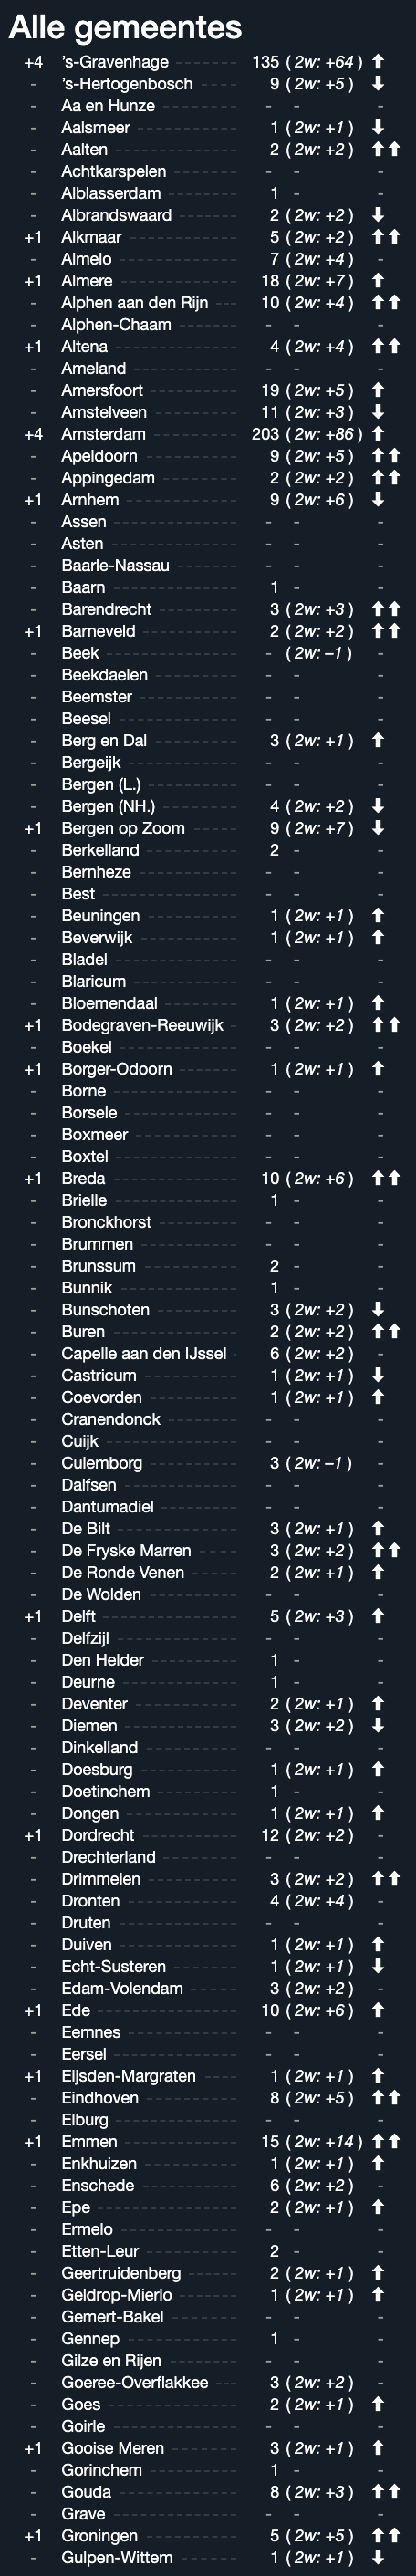 Alle gemeentes
+4 ’s-Gravenhage 135 ( 2w: +64 ) ⬆
- ’s-Hertogenbosch 9 ( 2w: +5 ) ⬇
- Aa en Hunze - - -
- Aalsmeer 1 ( 2w: +1 ) ⬇
- Aalten 2 ( 2w: +2 ) ⬆⬆
- Achtkarspelen - - -
- Alblasserdam 1 - -
- Albrandswaard 2 ( 2w: +2 ) ⬇
+1 Alkmaar 5 ( 2w: +2 ) ⬆⬆
- Almelo 7 ( 2w: +4 ) -
+1 Almere 18 ( 2w: +7 ) ⬆
- Alphen aan den Rijn 10 ( 2w: +4 ) ⬆⬆
- Alphen-Chaam - - -
+1 Altena 4 ( 2w: +4 ) ⬆⬆
- Ameland - - -
- Amersfoort 19 ( 2w: +5 ) ⬆
- Amstelveen 11 ( 2w: +3 ) ⬇
+4 Amsterdam 203 ( 2w: +86 ) ⬆
- Apeldoorn 9 ( 2w: +5 ) ⬆⬆
- Appingedam 2 ( 2w: +2 ) ⬆⬆
+1 Arnhem 9 ( 2w: +6 ) ⬇
- Assen - - -
- Asten - - -
- Baarle-Nassau - - -
- Baarn 1 - -
- Barendrecht 3 ( 2w: +3 ) ⬆⬆
+1 Barneveld 2 ( 2w: +2 ) ⬆⬆
- Beek - ( 2w: –1 ) -
- Beekdaelen - - -
- Beemster - - -
- Beesel - - -
- Berg en Dal 3 ( 2w: +1 ) ⬆
- Bergeijk - - -
- Bergen (L.) - - -
- Bergen (NH.) 4 ( 2w: +2 ) ⬇
+1 Bergen op Zoom 9 ( 2w: +7 ) ⬇
- Berkelland 2 - -
- Bernheze - - -
- Best - - -
- Beuningen 1 ( 2w: +1 ) ⬆
- Beverwijk 1 ( 2w: +1 ) ⬆
- Bladel - - -
- Blaricum - - -
- Bloemendaal 1 ( 2w: +1 ) ⬆
+1 Bodegraven-Reeuwijk 3 ( 2w: +2 ) ⬆⬆
- Boekel - - -
+1 Borger-Odoorn 1 ( 2w: +1 ) ⬆
- Borne - - -
- Borsele - - -
- Boxmeer - - -
- Boxtel - - -
+1 Breda 10 ( 2w: +6 ) ⬆⬆
- Brielle 1 - -
- Bronckhorst - - -
- Brummen - - -
- Brunssum 2 - -
- Bunnik 1 - -
- Bunschoten 3 ( 2w: +2 ) ⬇
- Buren 2 ( 2w: +2 ) ⬆⬆
- Capelle aan den IJssel 6 ( 2w: +2 ) -
- Castricum 1 ( 2w: +1 ) ⬇
- Coevorden 1 ( 2w: +1 ) ⬆
- Cranendonck - - -
- Cuijk - - -
- Culemborg 3 ( 2w: –1 ) -
- Dalfsen - - -
- Dantumadiel - - -
- De Bilt 3 ( 2w: +1 ) ⬆
- De Fryske Marren 3 ( 2w: +2 ) ⬆⬆
- De Ronde Venen 2 ( 2w: +1 ) ⬆
- De Wolden - - -
+1 Delft 5 ( 2w: +3 ) ⬆
- Delfzijl - - -
- Den Helder 1 - -
- Deurne 1 - -
- Deventer 2 ( 2w: +1 ) ⬆
- Diemen 3 ( 2w: +2 ) ⬇
- Dinkelland - - -
- Doesburg 1 ( 2w: +1 ) ⬆
- Doetinchem 1 - -
- Dongen 1 ( 2w: +1 ) ⬆
+1 Dordrecht 12 ( 2w: +2 ) -
- Drechterland - - -
- Drimmelen 3 ( 2w: +2 ) ⬆⬆
- Dronten 4 ( 2w: +4 ) -
- Druten - - -
- Duiven 1 ( 2w: +1 ) ⬆
- Echt-Susteren 1 ( 2w: +1 ) ⬇
- Edam-Volendam 3 ( 2w: +2 ) -
+1 Ede 10 ( 2w: +6 ) ⬆
- Eemnes - - -
- Eersel - - -
+1 Eijsden-Margraten 1 ( 2w: +1 ) ⬆
- Eindhoven 8 ( 2w: +5 ) ⬆⬆
- Elburg - - -
+1 Emmen 15 ( 2w: +14 ) ⬆⬆
- Enkhuizen 1 ( 2w: +1 ) ⬆
- Enschede 6 ( 2w: +2 ) -
- Epe 2 ( 2w: +1 ) ⬆
- Ermelo - - -
- Etten-Leur 2 - -
- Geertruidenberg 2 ( 2w: +1 ) ⬆
- Geldrop-Mierlo 1 ( 2w: +1 ) ⬆
- Gemert-Bakel - - -
- Gennep 1 - -
- Gilze en Rijen - - -
- Goeree-Overflakkee 3 ( 2w: +2 ) -
- Goes 2 ( 2w: +1 ) ⬆
- Goirle - - -
+1 Gooise Meren 3 ( 2w: +1 ) ⬆
- Gorinchem 1 - -
- Gouda 8 ( 2w: +3 ) ⬆⬆
- Grave - - -
+1 Groningen 5 ( 2w: +5 ) ⬆⬆
- Gulpen-Wittem 1 ( 2w: +1 ) ⬇